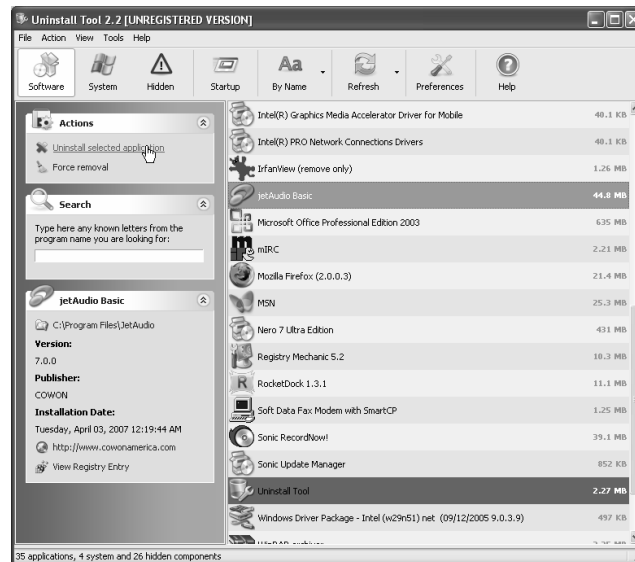 Uninstall Tool 2.2 [UNREGISTERED VERSION]
File Action View Tools Help
Software System Hidden Startup By Name Refresh Preferences Help
Actions
Uninstall selected application
Force removal
Search
Type here any known letters from the
program name you are looking for:
jetAudio Basic
C:\Program Files\JetAudio
Version:
7.0.0
Publisher:
COWON
Installation Date:
Tuesday, April 03, 2007 12:19:44 AM
http://www.cowonamerica.com
View Registry Entry
Intel(R) Graphics Media Accelerator Driver for Mobile 40.1 KB
Intel(R) PRO Network Connections Drivers 40.1 KB
IrfanView (remove only) 1.26 MB
jetAudio Basic 44.8 MB
Microsoft Office Professional Edition 2003 635 MB
mIRC 2.21 MB
Mozilla Firefox (2.0.0.3) 21.4 MB
MSN 25.3 MB
Nero 7 Ultra Edition 431 MB
Registry Mechanic 5.2 10.3 MB
RocketDock 1.3.1 11.1 MB
Soft Data Fax Modem with SmartCP 1.25 MB
Sonic RecordNow! 39.1 MB
Sonic Update Manager 852 KB
Uninstall Tool 2.27 MB
Windows Driver Package - Intel (w29n51) net (09/12/2005 9.0.3.9) 497 KB
WinRAR archiver
35 applications, 4 system and 26 hidden components